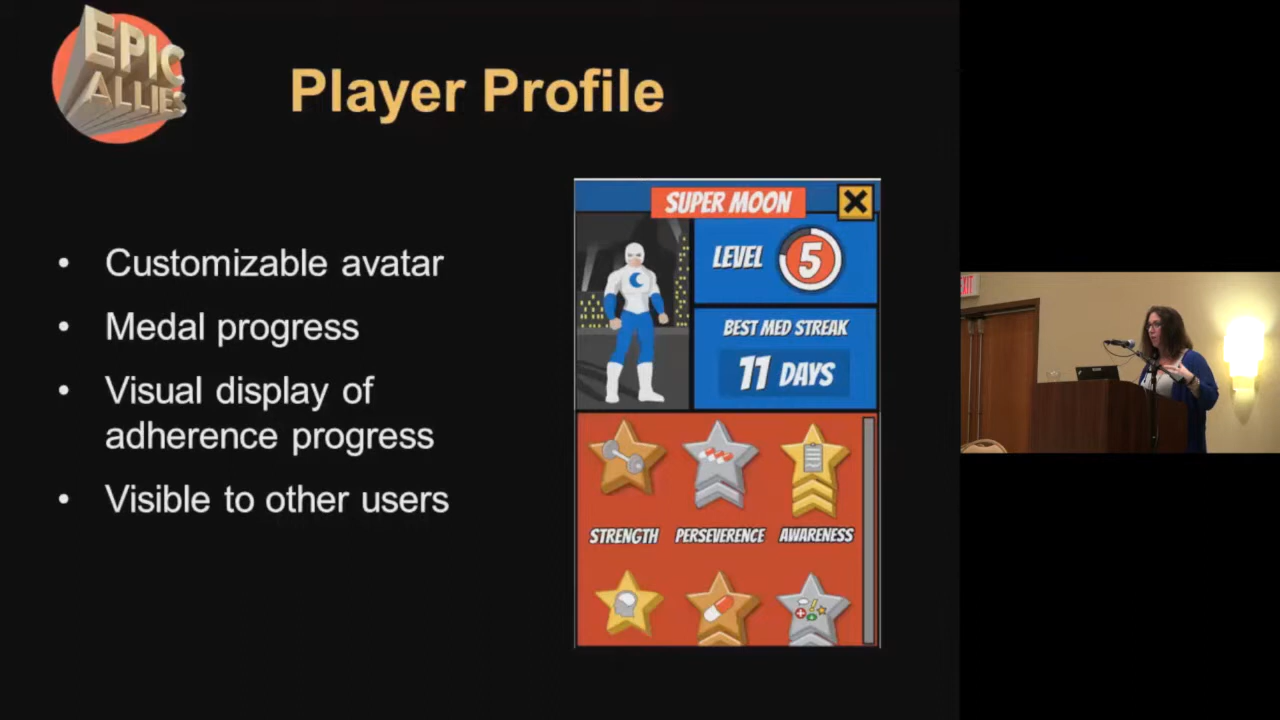 EPIC
ALLIES
Player Profile
• Customizable avatar
• Medal progress
• Visual display of
adherence progress
• Visible to other users
SUPER MOON
X
LEVEL 5
BEST MED STREAK
11 DAYS
STRENGTH PERSEVERENCE AWARENESS
EXIT